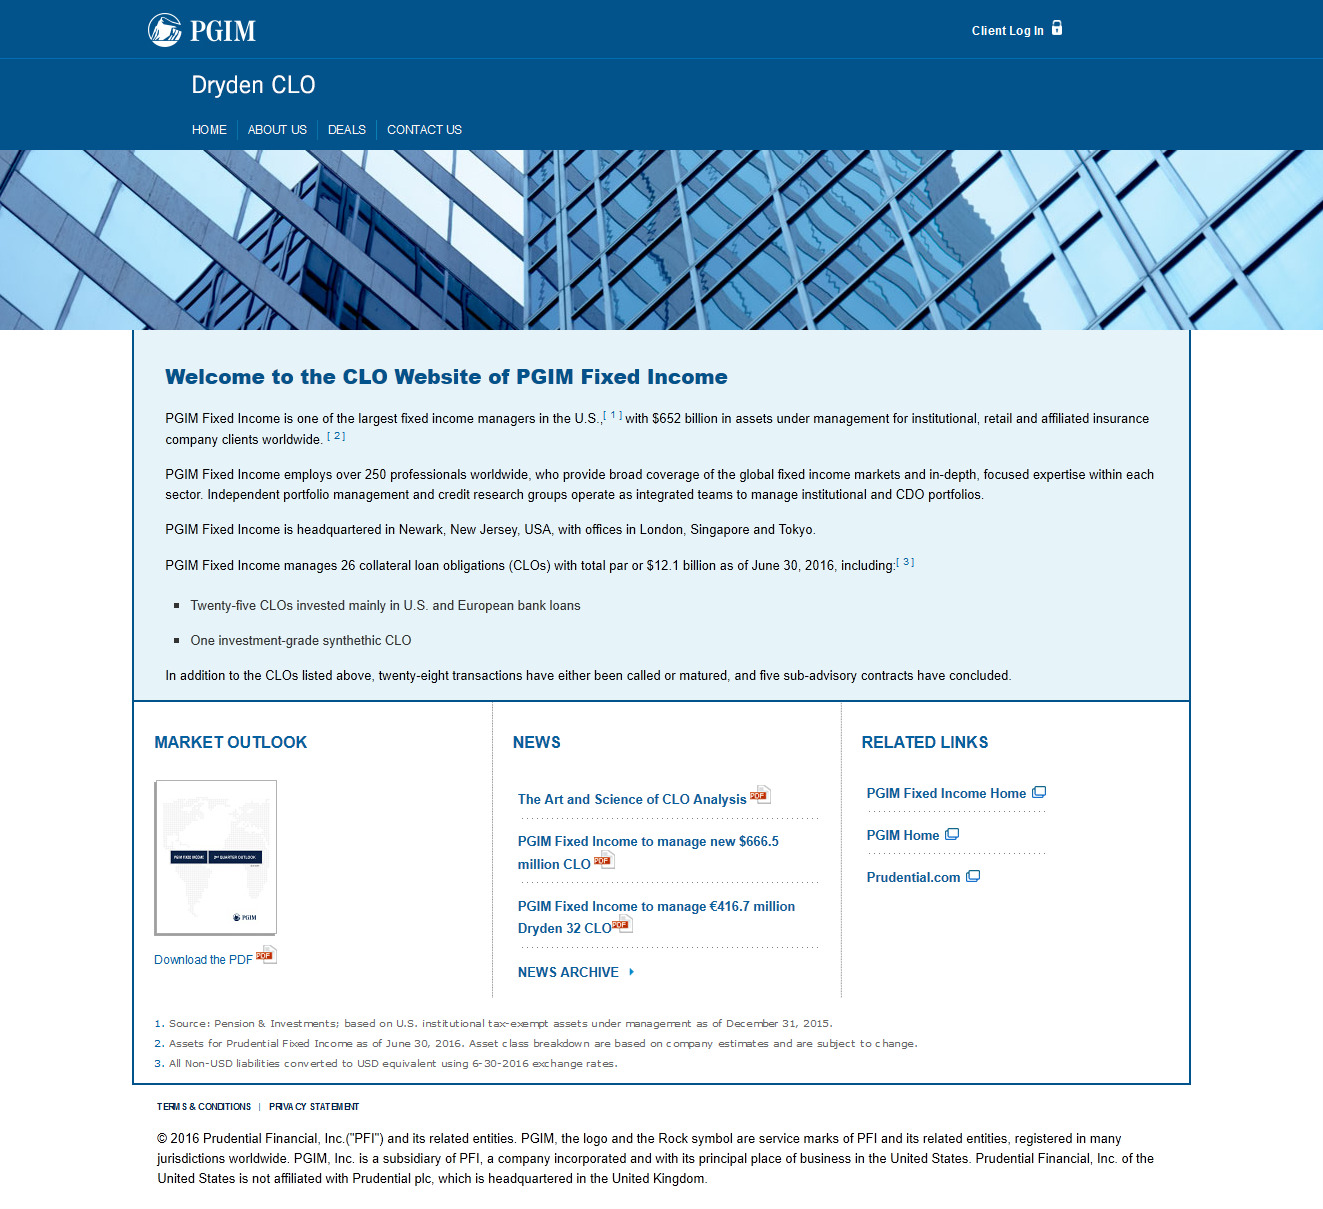 PGIM
Client Log In
Dryden CLO
HOME
ABOUT US
DEALS
CONTACT US
Welcome to the CLO Website of PGIM Fixed Income
PGIM Fixed Income is one of the largest fixed income managers in the U.S.,[ 1 ] with $652 billion in assets under management for institutional, retail and affiliated insurance
company clients worldwide. [ 2 ]
PGIM Fixed Income employs over 250 professionals worldwide, who provide broad coverage of the global fixed income markets and in-depth, focused expertise within each
sector. Independent portfolio management and credit research groups operate as integrated teams to manage institutional and CDO portfolios.
PGIM Fixed Income is headquartered in Newark, New Jersey, USA, with offices in London, Singapore and Tokyo.
PGIM Fixed Income manages 26 collateral loan obligations (CLOs) with total par or $12.1 billion as of June 30, 2016, including:[ 3 ]
Twenty-five CLOs invested mainly in U.S. and European bank loans
One investment-grade synthethic CLO
In addition to the CLOs listed above, twenty-eight transactions have either been called or matured, and five sub-advisory contracts have concluded.
MARKET OUTLOOK
PGIM FIXED INCOME
QUARTER OUTLOOK
PGIM
Download the PDF PDF
NEWS
The Art and Science of CLO Analysis PDF
PGIM Fixed Income to manage new $666.5
million CLO PDF
PGIM Fixed Income to manage €416.7 million
Dryden 32 CLO PDF
NEWS ARCHIVE
RELATED LINKS
PGIM Fixed Income Home
PGIM Home
Prudential.com
1. Source: Pension & Investments; based on U.S. institutional tax-exempt assets under management as of December 31, 2015.
2. Assets for Prudential Fixed Income as of June 30, 2016. Asset class breakdown are based on company estimates and are subject to change.
3. All Non-USD liabilities converted to USD equivalent using 6-30-2016 exchange rates.
TERMS & CONDITIONS | PRIVACY STATEMENT
© 2016 Prudential Financial, Inc.("PFI") and its related entities. PGIM, the logo and the Rock symbol are service marks of PFI and its related entities, registered in many
jurisdictions worldwide. PGIM, Inc. is a subsidiary of PFI, a company incorporated and with its principal place of business in the United States. Prudential Financial, Inc. of the
United States is not affiliated with Prudential plc, which is headquartered in the United Kingdom.